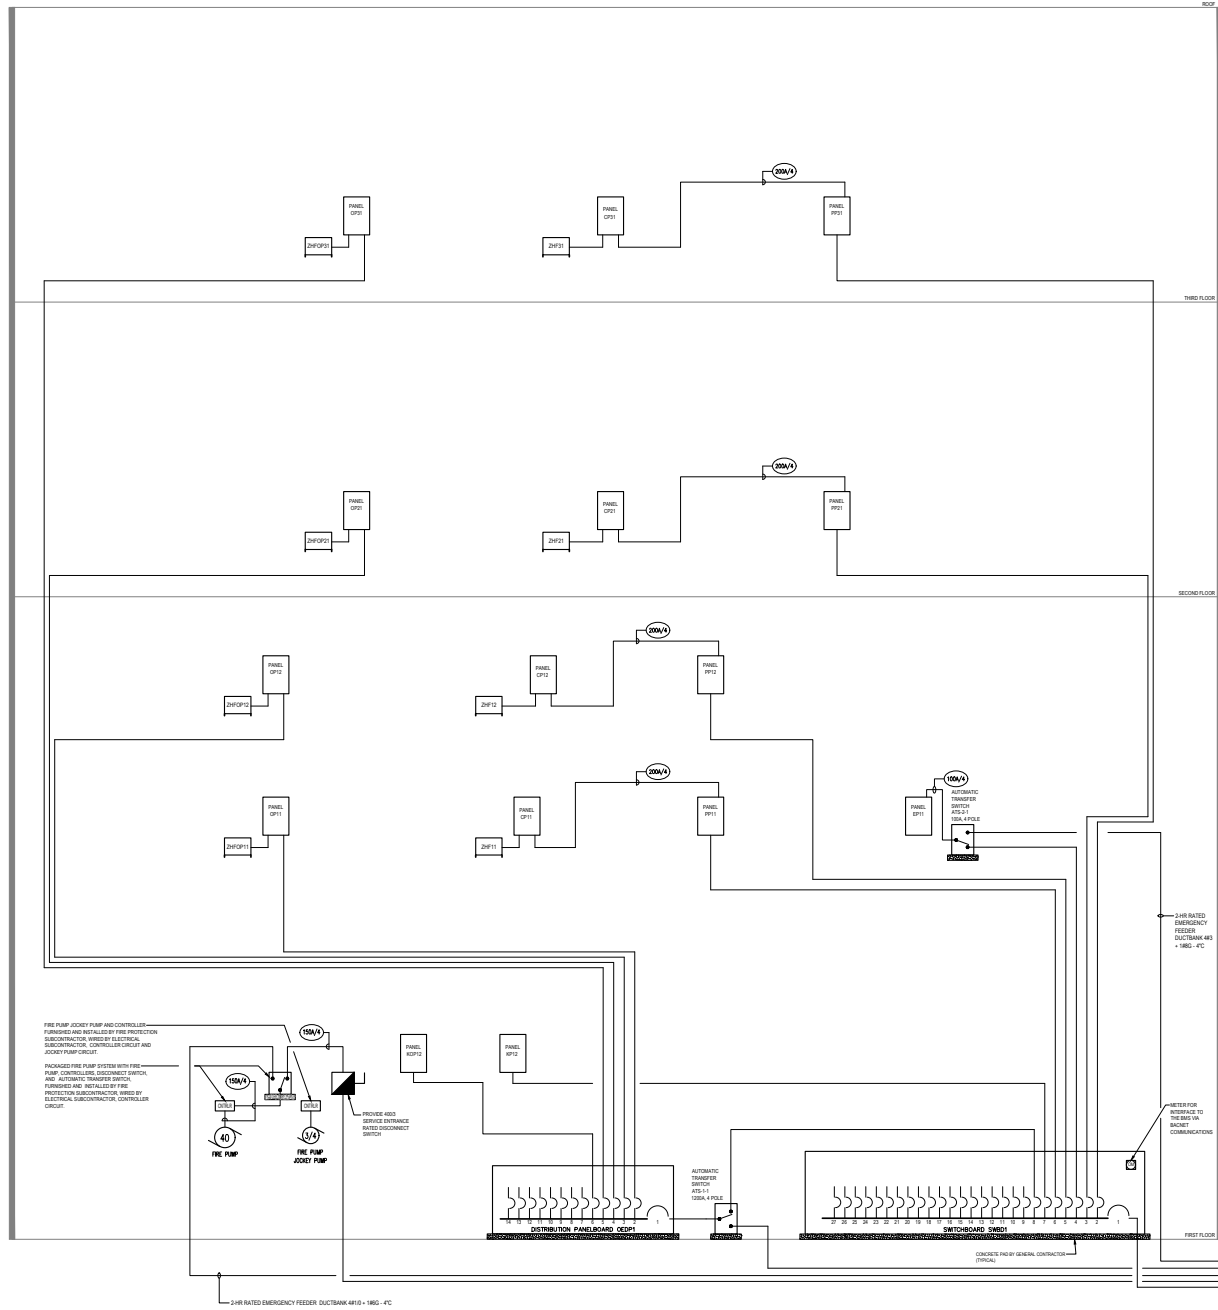 ROOF
200A/4
PANEL
OP31
PANEL
CP31
PANEL
PP31
ZHFOP31
ZHF31
THIRD FLOOR
200A/4
PANEL
OP21
PANEL
CP21
PANEL
PP21
ZHFOP21
ZHF21
SECOND FLOOR
200A/4
PANEL
OP12
PANEL
CP12
PANEL
PP12
ZHFOP12
ZHF12
200A/4
100A/4
PANEL
OP11
PANEL
CP11
PANEL
PP11
PANEL
EP11
AUTOMATIC
TRANSFER
SWITCH
ATS-2-1
100A, 4 POLE
ZHFOP11
ZHF11
2-HR RATED
EMERGENCY
FEEDER
DUCTBANK 4#3
+ 1#8G - 4"C
FIRE PUMP JOCKEY PUMP AND CONTROLLER
FURNISHED AND INSTALLED BY FIRE PROTECTION
SUBCONTRACTOR, WIRED BY ELECTRICAL
SUBCONTRACTOR, CONTROLLER CIRCUIT AND
JOCKEY PUMP CIRCUIT.
PACKAGED FIRE PUMP SYSTEM WITH FIRE
PUMP, CONTROLLERS, DISCONNECT SWITCH,
AND AUTOMATIC TRANSFER SWITCH,
FURNISHED AND INSTALLED BY FIRE
PROTECTION SUBCONTRACTOR, WIRED BY
ELECTRICAL SUBCONTRACTOR, CONTROLLER
CIRCUIT.
150A/4
150A/4
CNTRLR
CNTRLR
40
FIRE PUMP
3/4
FIRE PUMP
JOCKEY PUMP
PROVIDE 400/3
SERVICE ENTRANCE
RATED DISCONNECT
SWITCH
PANEL
KOP12
PANEL
KP12
METER FOR
INTERFACE TO
THE BMS VIA
BACNET
COMMUNICATIONS
AUTOMATIC
TRANSFER
SWITCH
ATS-1-1
1200A, 4 POLE
14 13 12 11 10 9 8 7 6 5 4 3 2 1
DISTRIBUTION PANELBOARD OEDP1
27 26 25 24 23 22 21 20 19 18 17 16 15 14 13 12 11 10 9 8 7 6 5 4 3 2 1
SWITCHBOARD SWBD1
FIRST FLOOR
CONCRETE PAD BY GENERAL CONTRACTOR
(TYPICAL)
2-HR RATED EMERGENCY FEEDER DUCTBANK 4#1/0 + 1#6G - 4"C